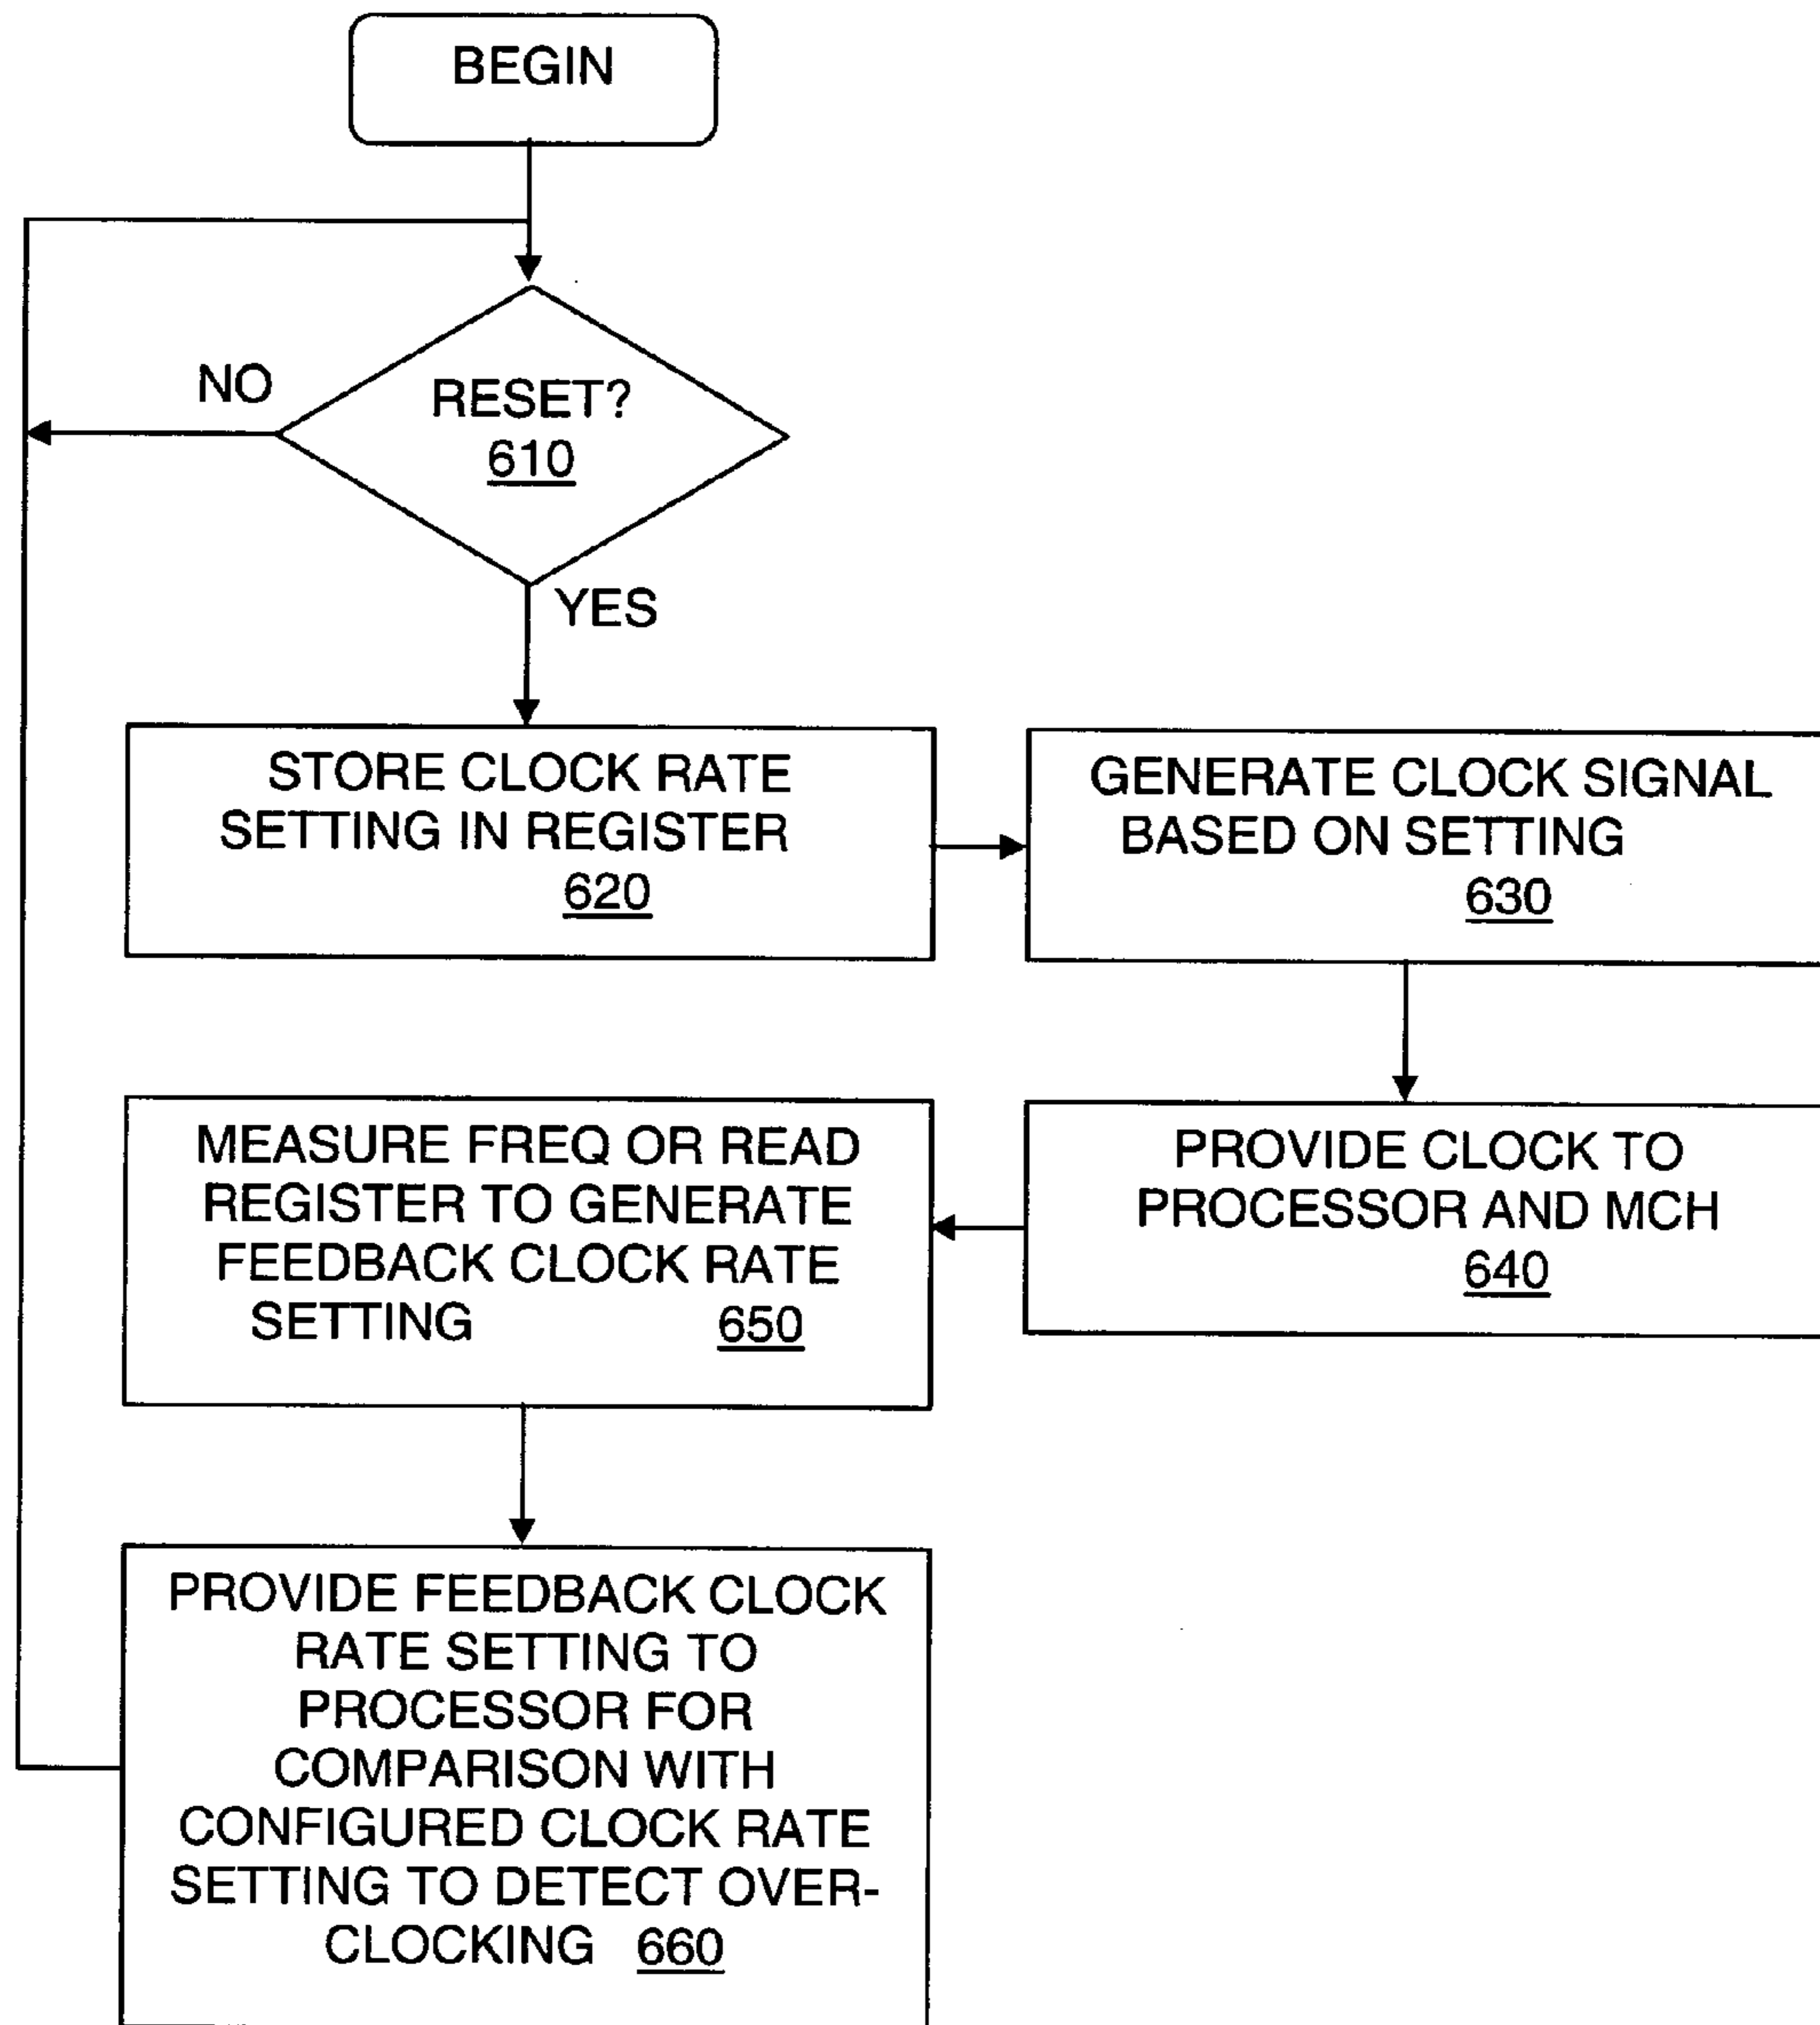 BEGIN
NO
RESET?
610
YES
STORE CLOCK RATE
SETTING IN REGISTER
620
GENERATE CLOCK SIGNAL
BASED ON SETTING
630
PROVIDE CLOCK TO
PROCESSOR AND MCH
640
MEASURE FREQ OR READ
REGISTER TO GENERATE
FEEDBACK CLOCK RATE
SETTING 650
PROVIDE FEEDBACK CLOCK
RATE SETTING TO
PROCESSOR FOR
COMPARISON WITH
CONFIGURED CLOCK RATE
SETTING TO DETECT OVER-
CLOCKING 660